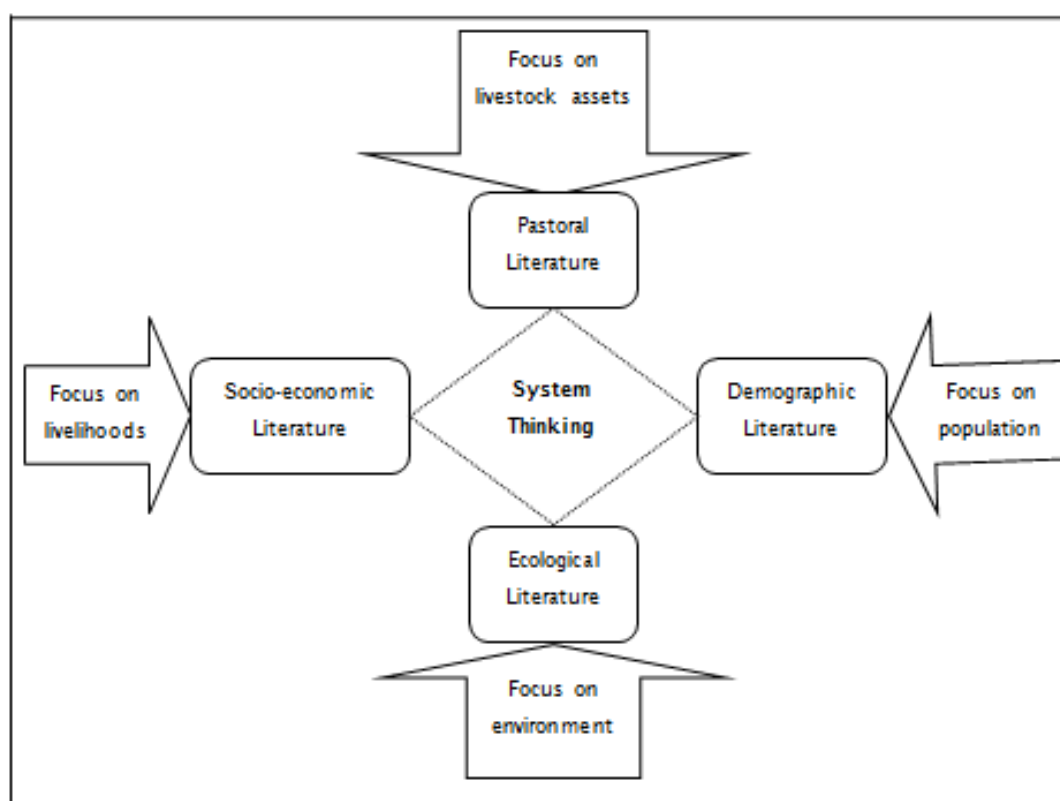 Focus on
livestock assets
Pastoral
Literature
Focus on
livelihoods
Socio-economic
Literature
System
Thinking
Demographic
Literature
Focus on
population
Ecological
Literature
Focus on
environment